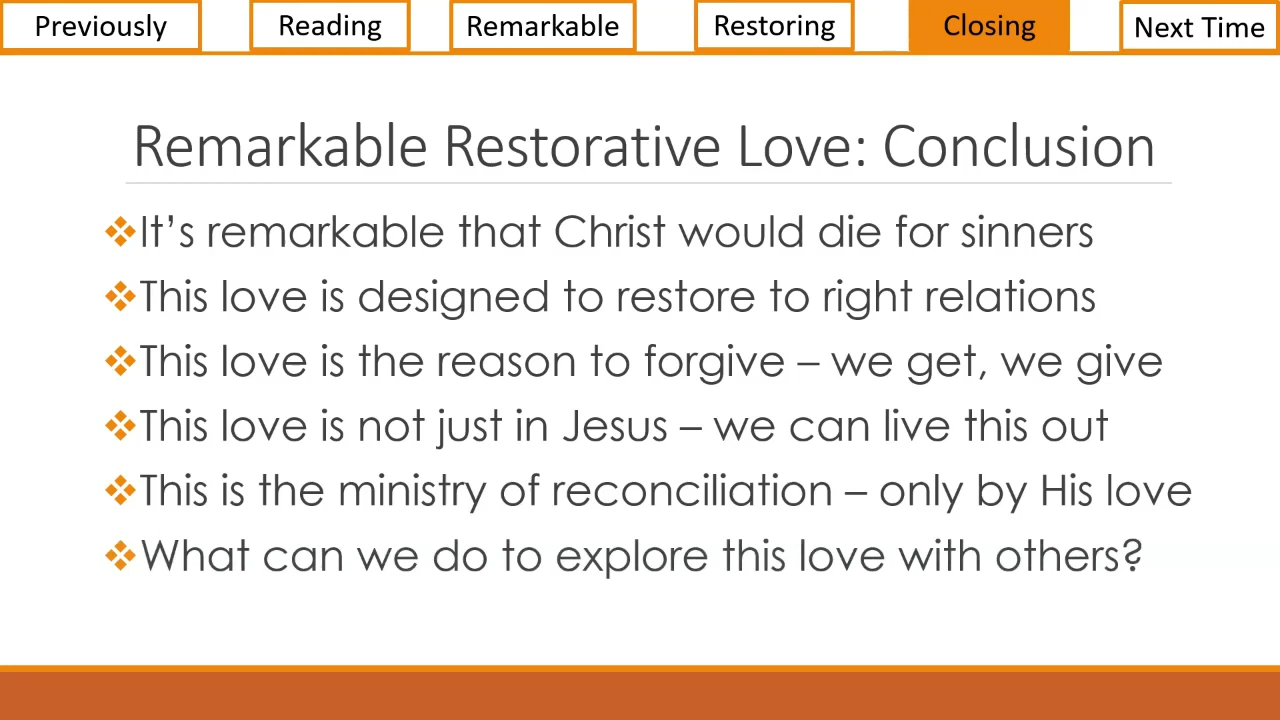 Previously
Reading
Remarkable
Restoring
Closing
Next Time
Remarkable Restorative Love: Conclusion
❖It’s remarkable that Christ would die for sinners
❖This love is designed to restore to right relations
❖This love is the reason to forgive – we get, we give
❖This love is not just in Jesus – we can live this out
❖This is the ministry of reconciliation – only by His love
❖What can we do to explore this love with others?